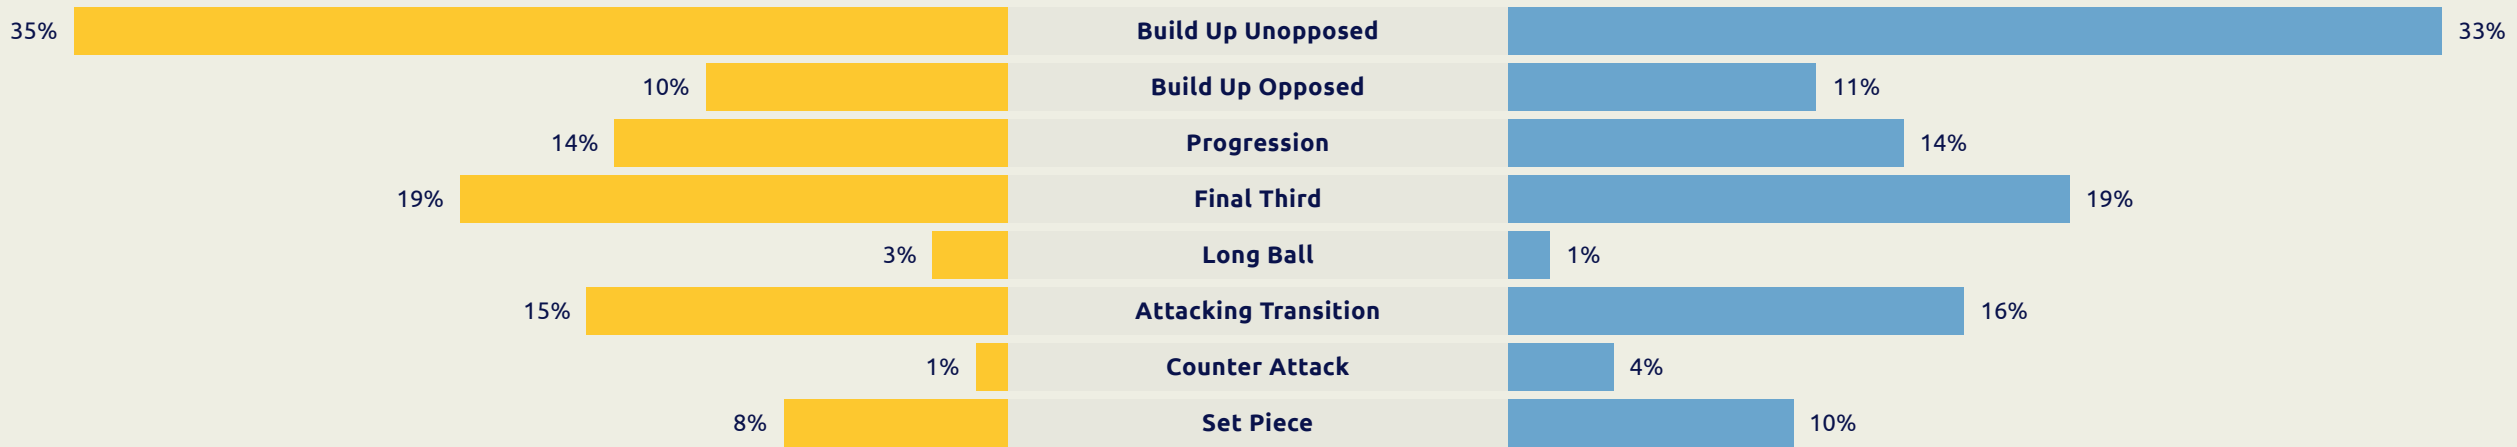 35% Build Up Unopposed 33%
10% Build Up Opposed 11%
14% Progression 14%
19% Final Third 19%
3% Long Ball 1%
15% Attacking Transition 16%
1% Counter Attack 4%
8% Set Piece 10%